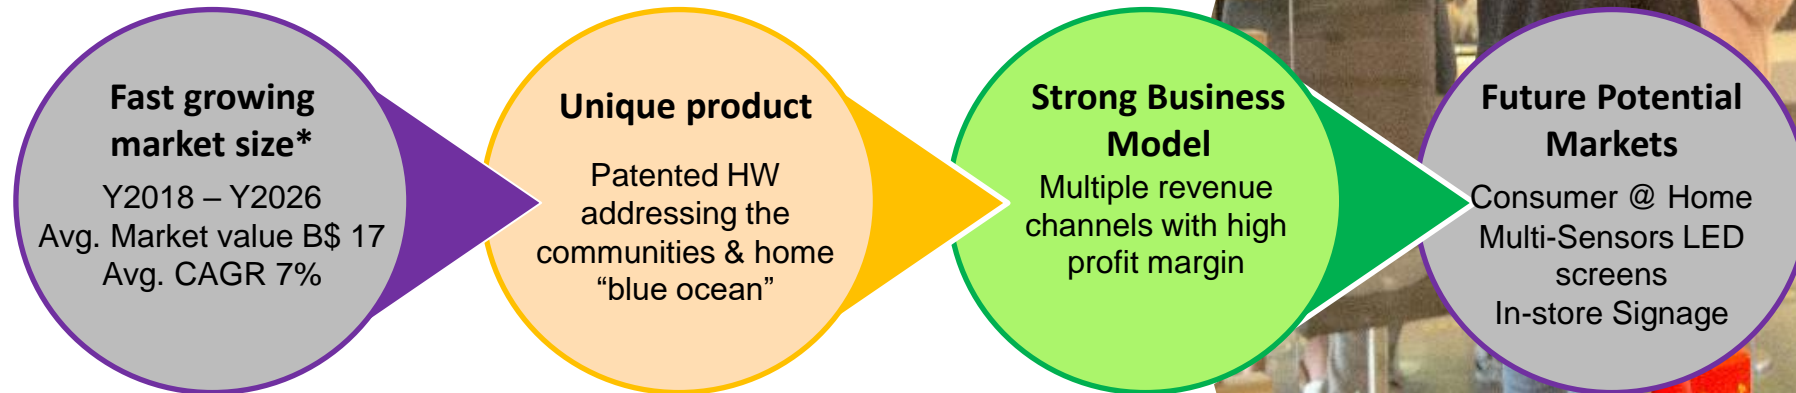 Fast growing
market size*
Y2018 – Y2026
Avg. Market value B$ 17
Avg. CAGR 7%
Unique product
Patented HW
addressing the
communities & home
“blue ocean”
Strong Business
Model
Multiple revenue
channels with high
profit margin
Future Potential
Markets
Consumer @ Home
Multi-Sensors LED
screens
In-store Signage